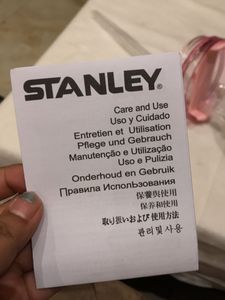 STANLEY®
Care and Use
Uso y Cuidado
Entretien et Utilisation
Pflege und Gebrauch
Manutenção e Utilização
Uso e Pulizia
Onderhoud en Gebruik
Правила Использования
保養與使用
保养和使用
取り扱いおよび 使用方法
관리 및 사용